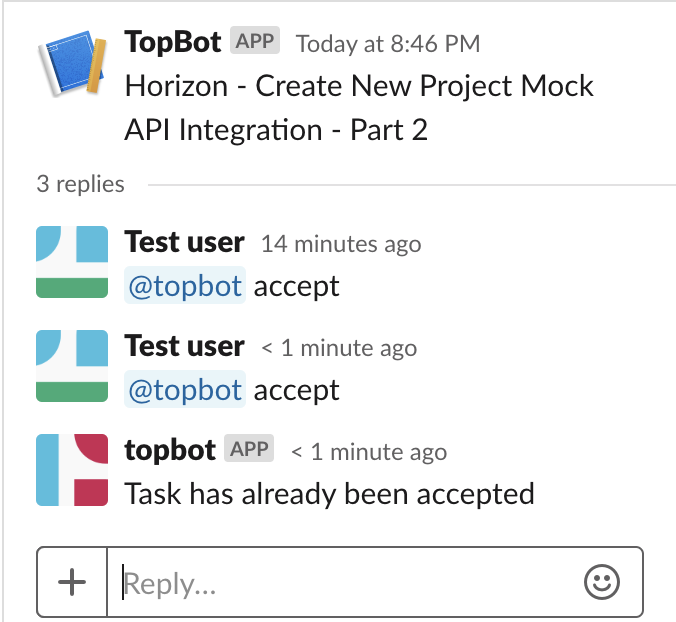 TopBot APP Today at 8:46 PM
Horizon - Create New Project Mock
API Integration - Part 2
3 replies
Test user 14 minutes ago
@topbot accept
Test user < 1 minute ago
@topbot accept
topbot APP < 1 minute ago
Task has already been accepted
Reply...